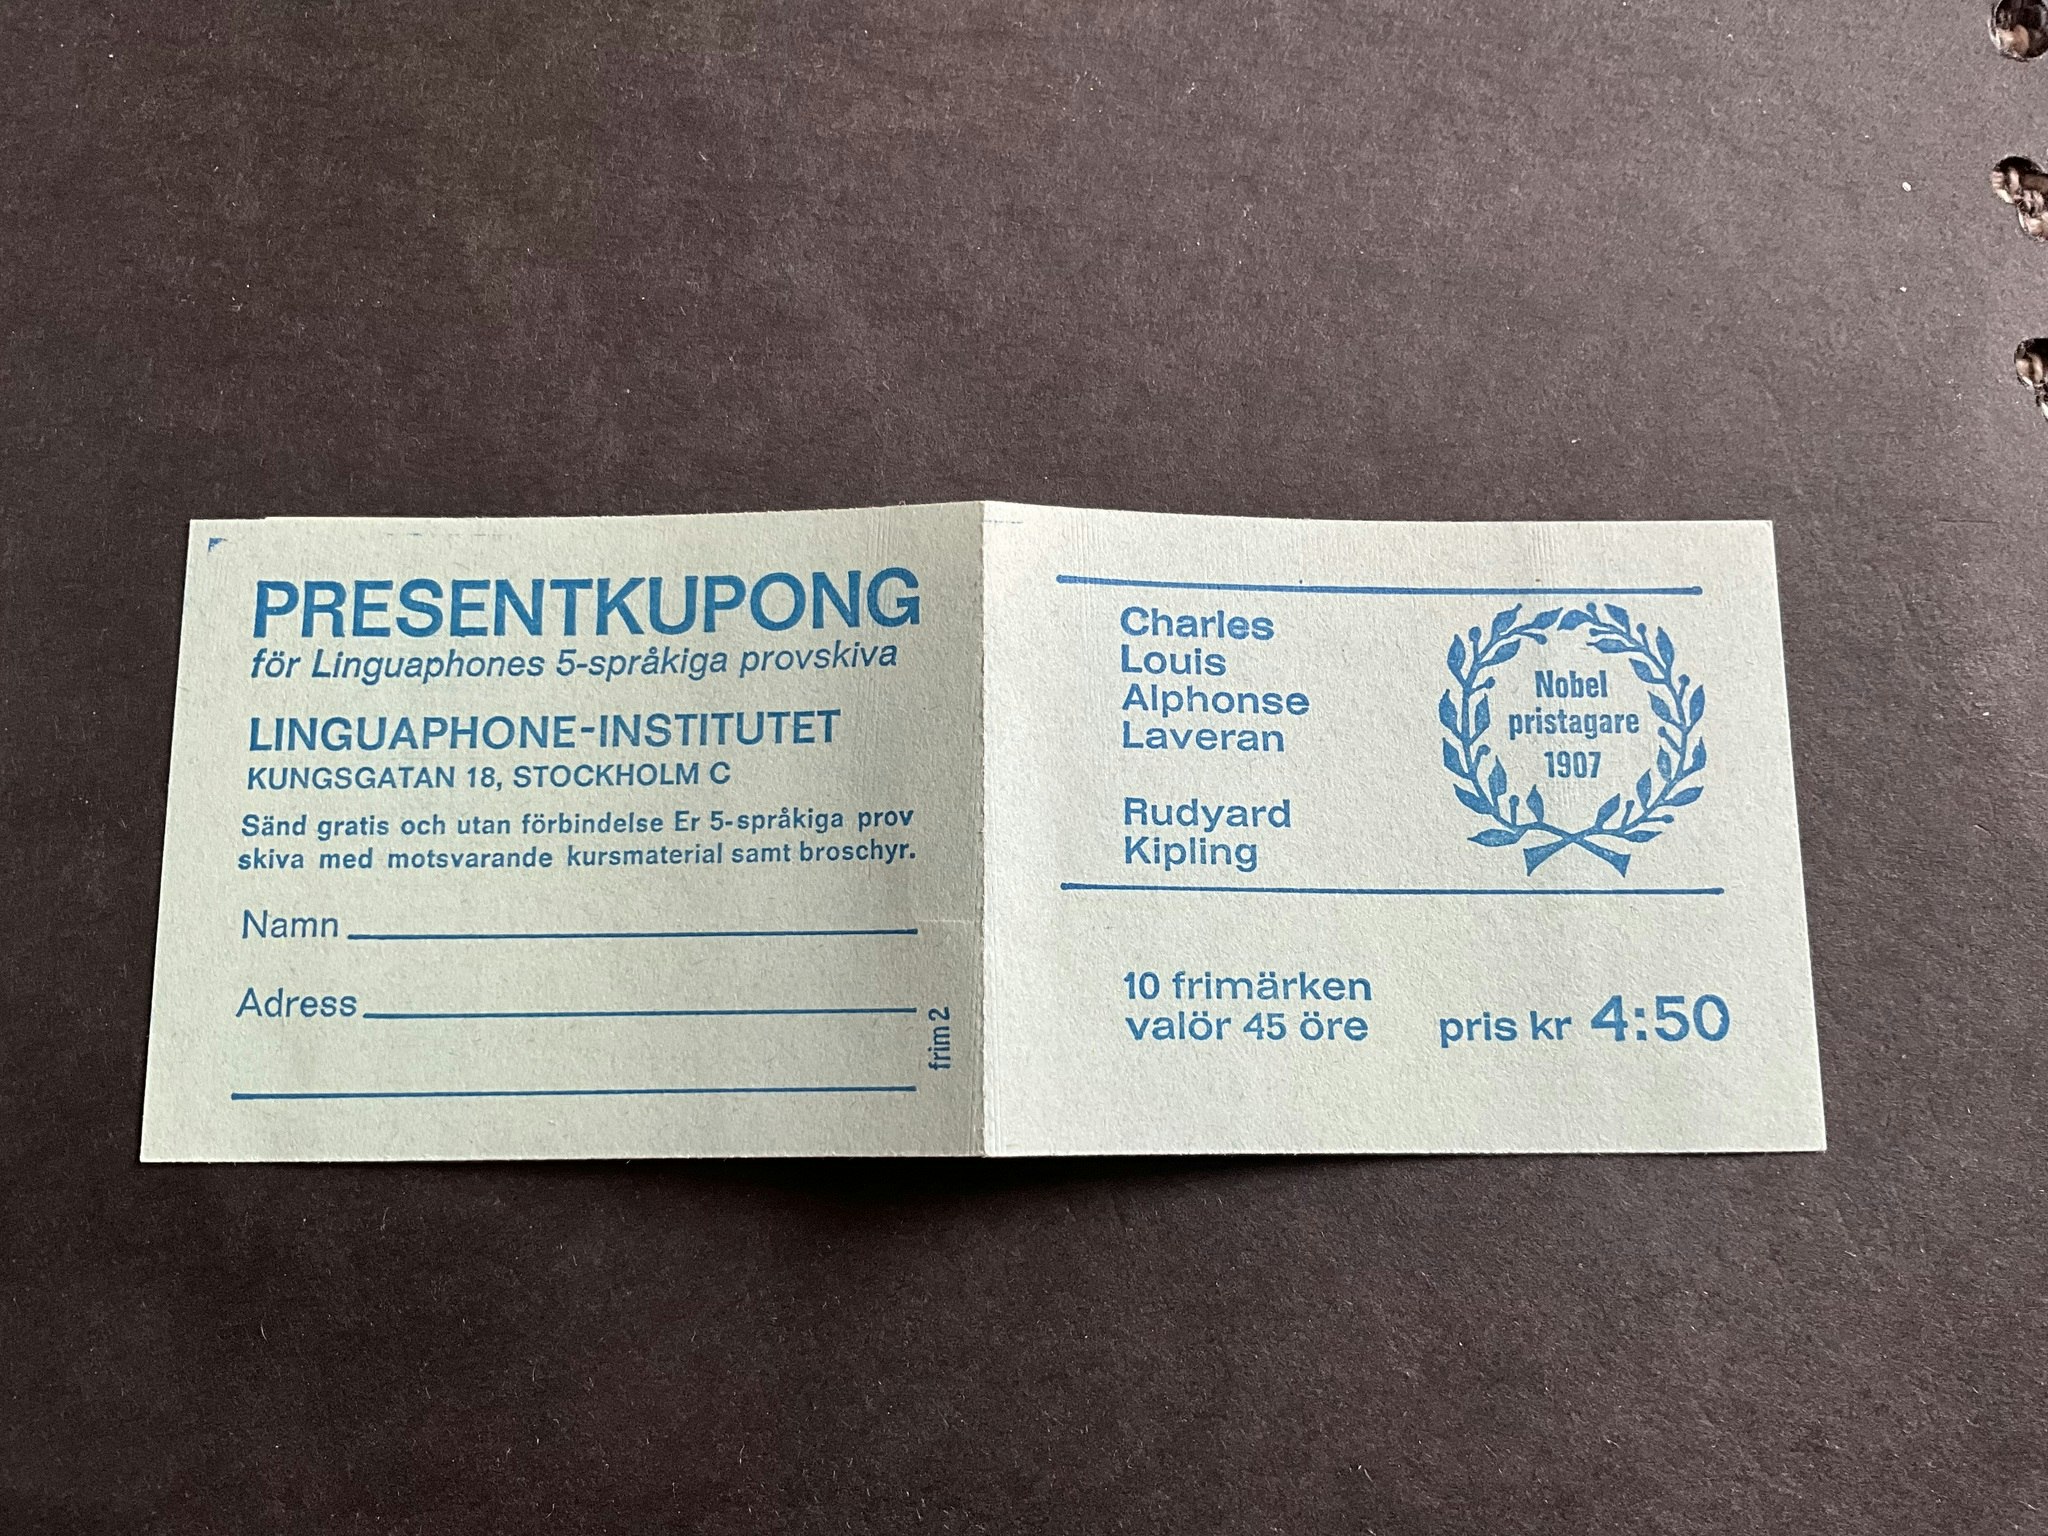 PRESENTKUPONG
för Linguaphones 5-språkiga provskiva
LINGUAPHONE-INSTITUTET
KUNGSGATAN 18, STOCKHOLM C
Sänd gratis och utan förbindelse Er 5-språkiga prov
skiva med motsvarande kursmaterial samt broschyr.
Namn
Adress
frim 2
Charles
Louis
Alphonse
Laveran
Rudyard
Kipling
Nobel
pristagare
1907
10 frimärken
valör 45 öre
pris kr 4:50